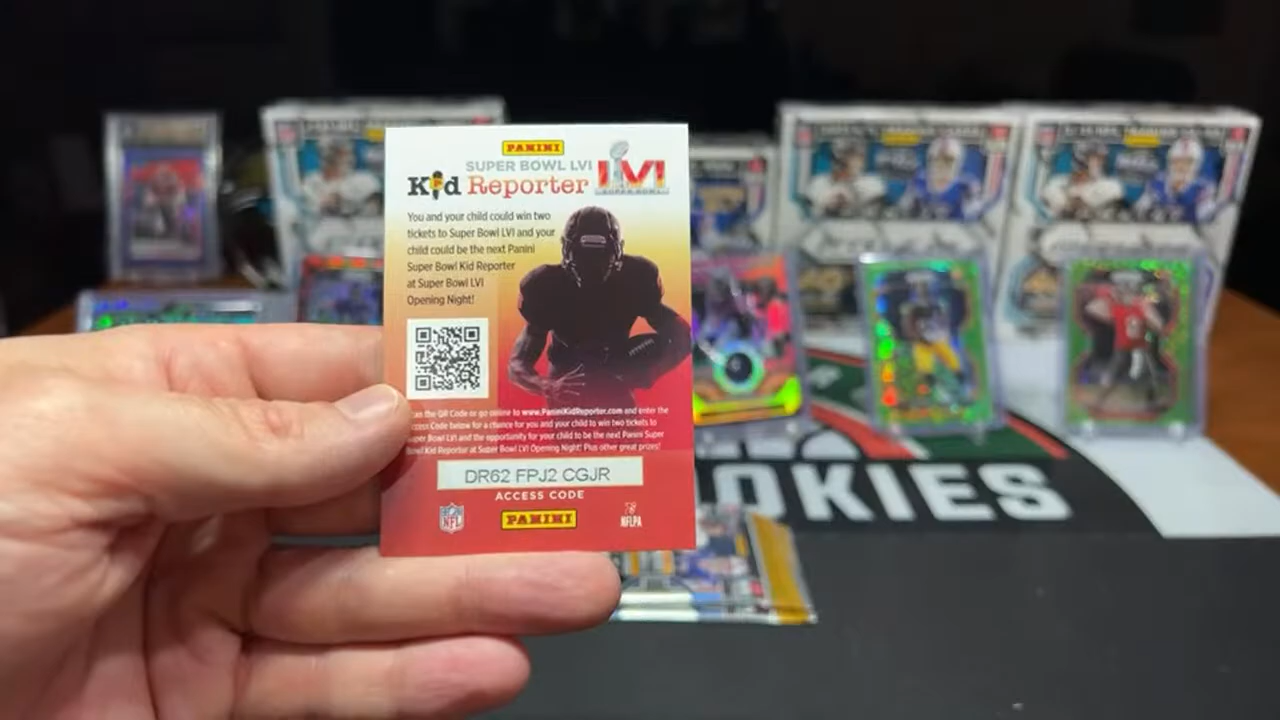 PANINI
SUPER BOWL LVI
Kid Reporter
LVI
SUPER BOWL
You and your child could win two
tickets to Super Bowl LVI and your
child could be the next Panini
Super Bowl Kid Reporter
at Super Bowl LVI
Opening Night!
an the QR Code or go online to www.PaniniKidReporter.com and enter the
ccess Code below for a chance for you and your child to win two tickets to
uper Bowl LVI and the opportunity for your child to be the next Panini Super
Bowl Kid Reporter at Super Bowl LVI Opening Night! Plus other great prizes!
DR62 FPJ2 CGJR
ACCESS CODE
NFL
PANINI
NFLPA
OKIES